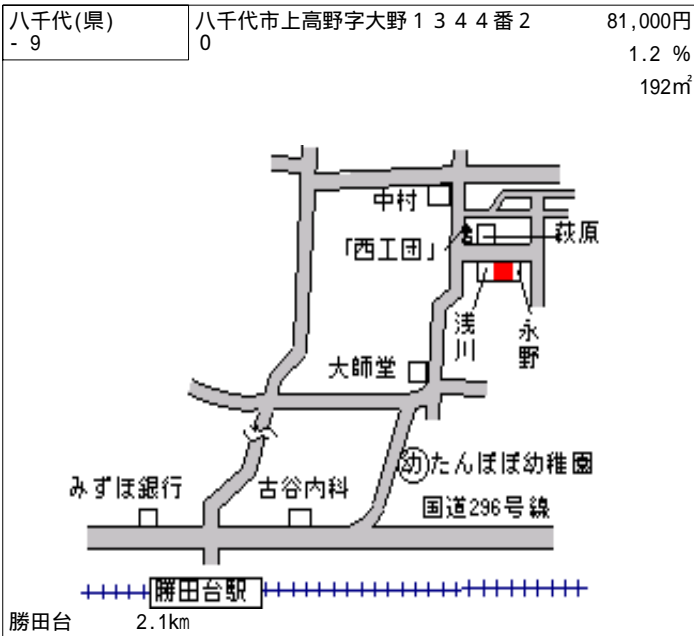 八千代(県)
- 9
八千代市上高野字大野１３４４番２
0
81,000円
1.2 %
192㎡
中村
萩原
「西工団」
浅川
永野
大師堂
幼たんぽぽ幼稚園
みずほ銀行
古谷内科
国道296号線
勝田台駅
勝田台
2.1km